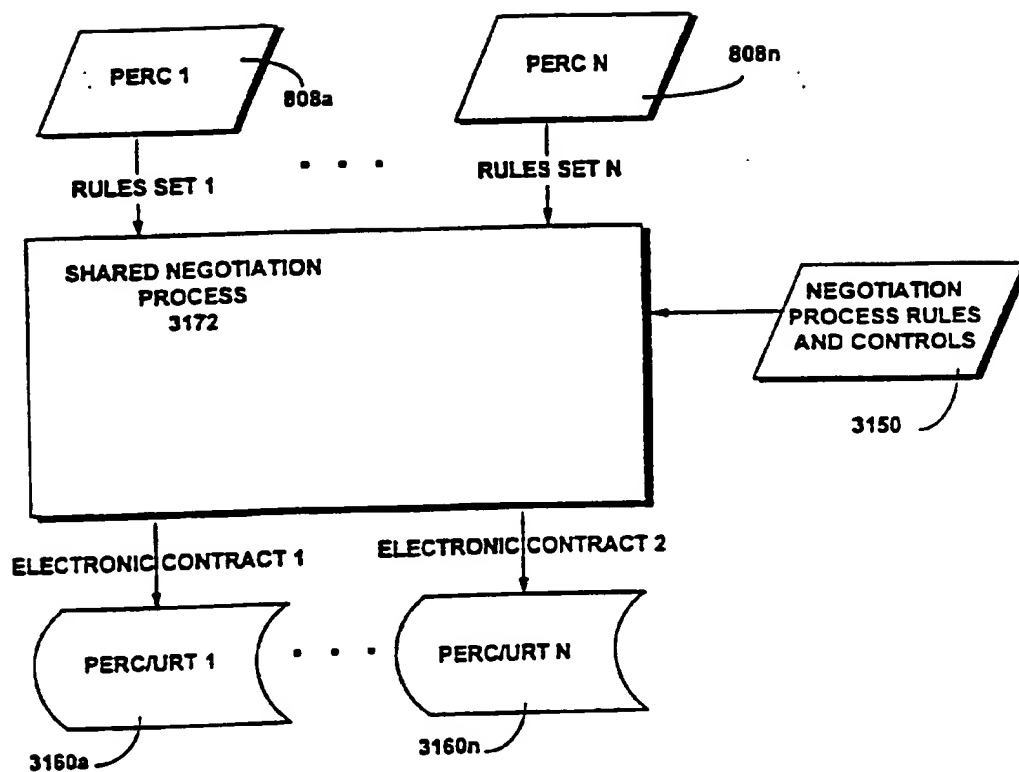 PERC 1
808a
PERC N
808n
RULES SET 1
RULES SET N
SHARED NEGOTIATION
PROCESS
3172
NEGOTIATION
PROCESS RULES
AND CONTROLS
3150
ELECTRONIC CONTRACT 1
ELECTRONIC CONTRACT 2
PERC/URT 1
PERC/URT N
3160a
3160n